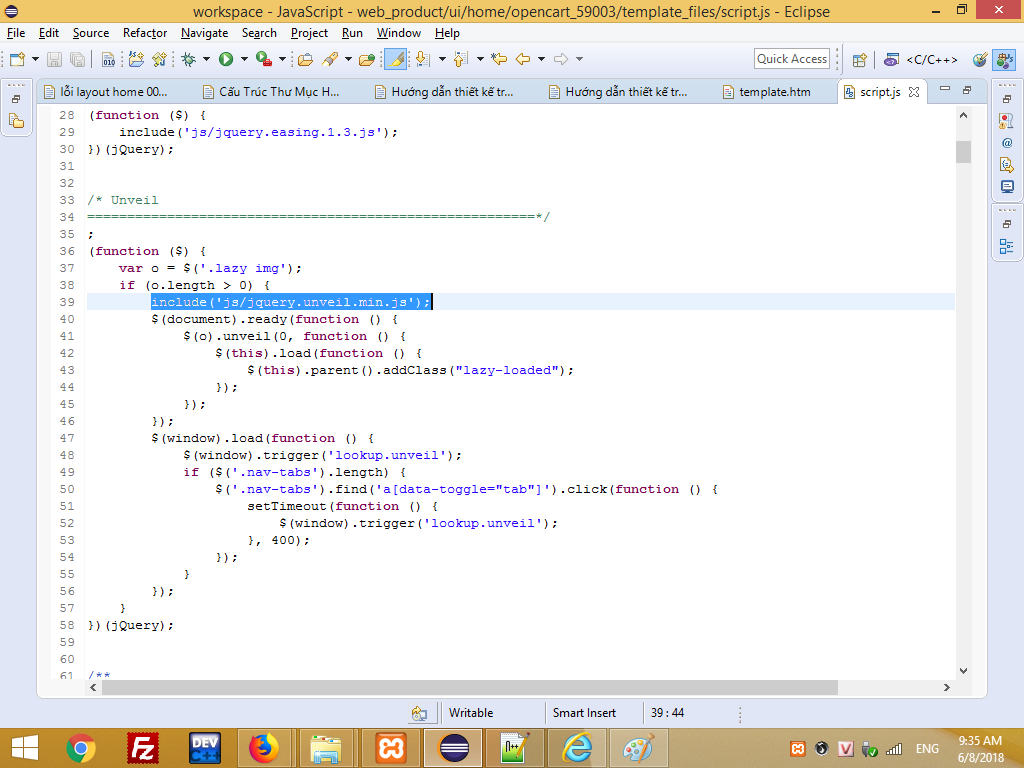 workspace - JavaScript - web_product/ui/home/opencart_59003/template_files/script.js - Eclipse
File Edit Source Refactor Navigate Search Project Run Window Help
Quick Access <C/C++>
lỗi layout home 00... Cấu Trúc Thư Mục H... Hướng dẫn thiết kế tr... Hướng dẫn thiết kế tr... template.htm script.js
28 (function ($) {
29 include('js/jquery.easing.1.3.js');
30 })(jQuery);
31
32
33 /* Unveil
34 ========================================================*/
35 ;
36 (function ($) {
37 var o = $('.lazy img');
38 if (o.length > 0) {
39 include('js/jquery.unveil.min.js');
40 $(document).ready(function () {
41 $(o).unveil(0, function () {
42 $(this).load(function () {
43 $(this).parent().addClass("lazy-loaded");
44 });
45 });
46 });
47 $(window).load(function () {
48 $(window).trigger('lookup.unveil');
49 if ($('.nav-tabs').length) {
50 $('.nav-tabs').find('a[data-toggle="tab"]').click(function () {
51 setTimeout(function () {
52 $(window).trigger('lookup.unveil');
53 }, 400);
54 });
55 }
56 });
57 }
58 })(jQuery);
59
60
61 /**
Writable Smart Insert 39 : 44
ENG 9:35 AM
6/8/2018